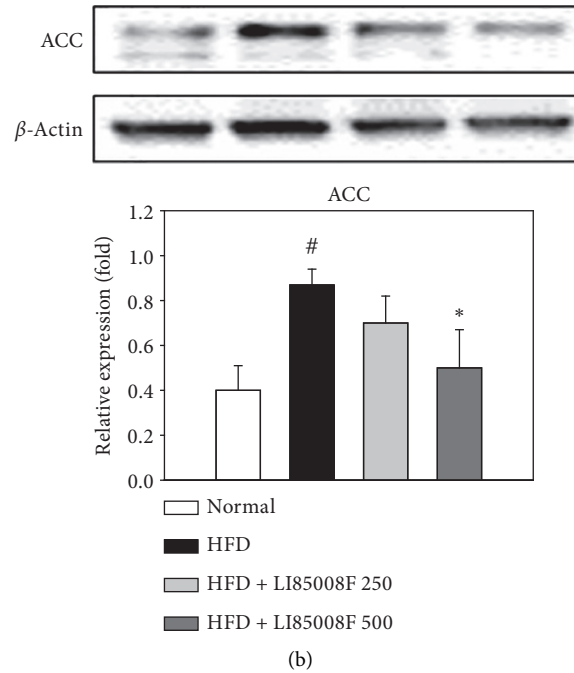 ACC
β-Actin
ACC
Relative expression (fold)
1.2
1.0
0.8
0.6
0.4
0.2
0.0
#
*
Normal
HFD
HFD + LI85008F 250
HFD + LI85008F 500
(b)